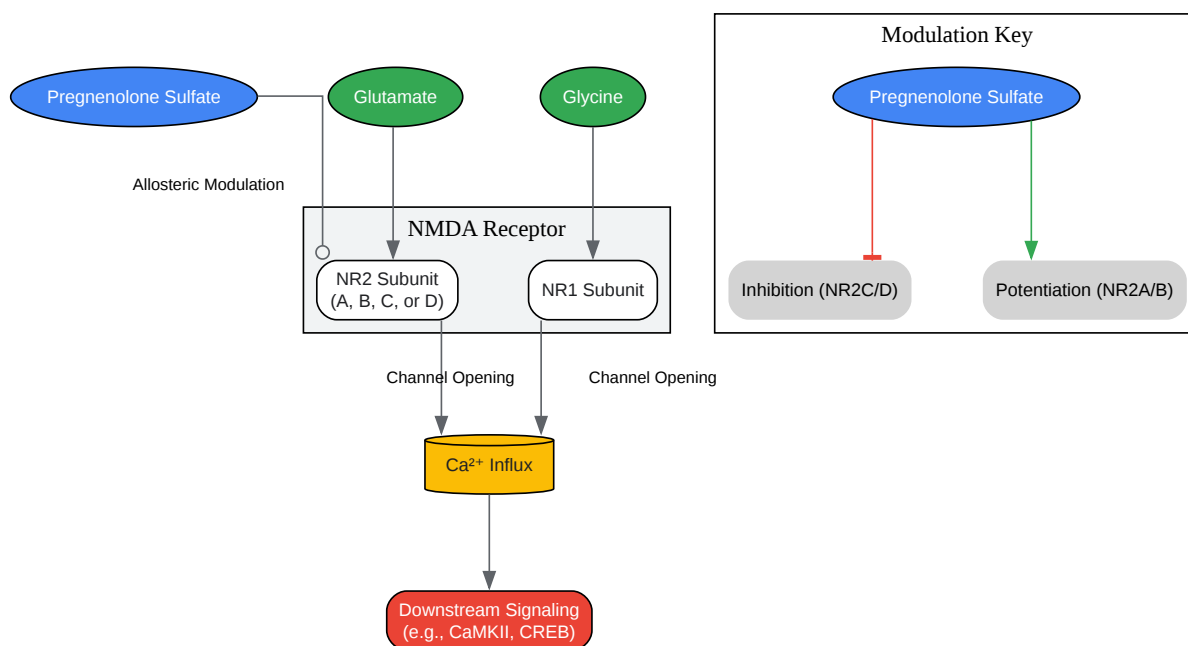 Modulation Key
Pregnenolone Sulfate
Glutamate
Glycine
Pregnenolone Sulfate
Allosteric Modulation
NMDA Receptor
NR2 Subunit
(A, B, C, or D)
NR1 Subunit
Inhibition (NR2C/D)
Potentiation (NR2A/B)
Channel Opening
Channel Opening
Ca²⁺ Influx
Downstream Signaling
(e.g., CaMKII, CREB)